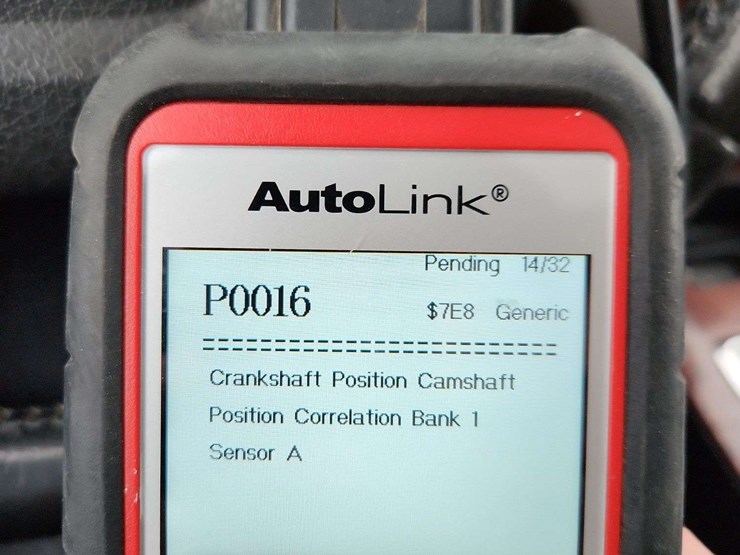 AutoLink®
Pending 14/32
P0016
$7E8 Generic
==============================
Crankshaft Position Camshaft
Position Correlation Bank 1
Sensor A